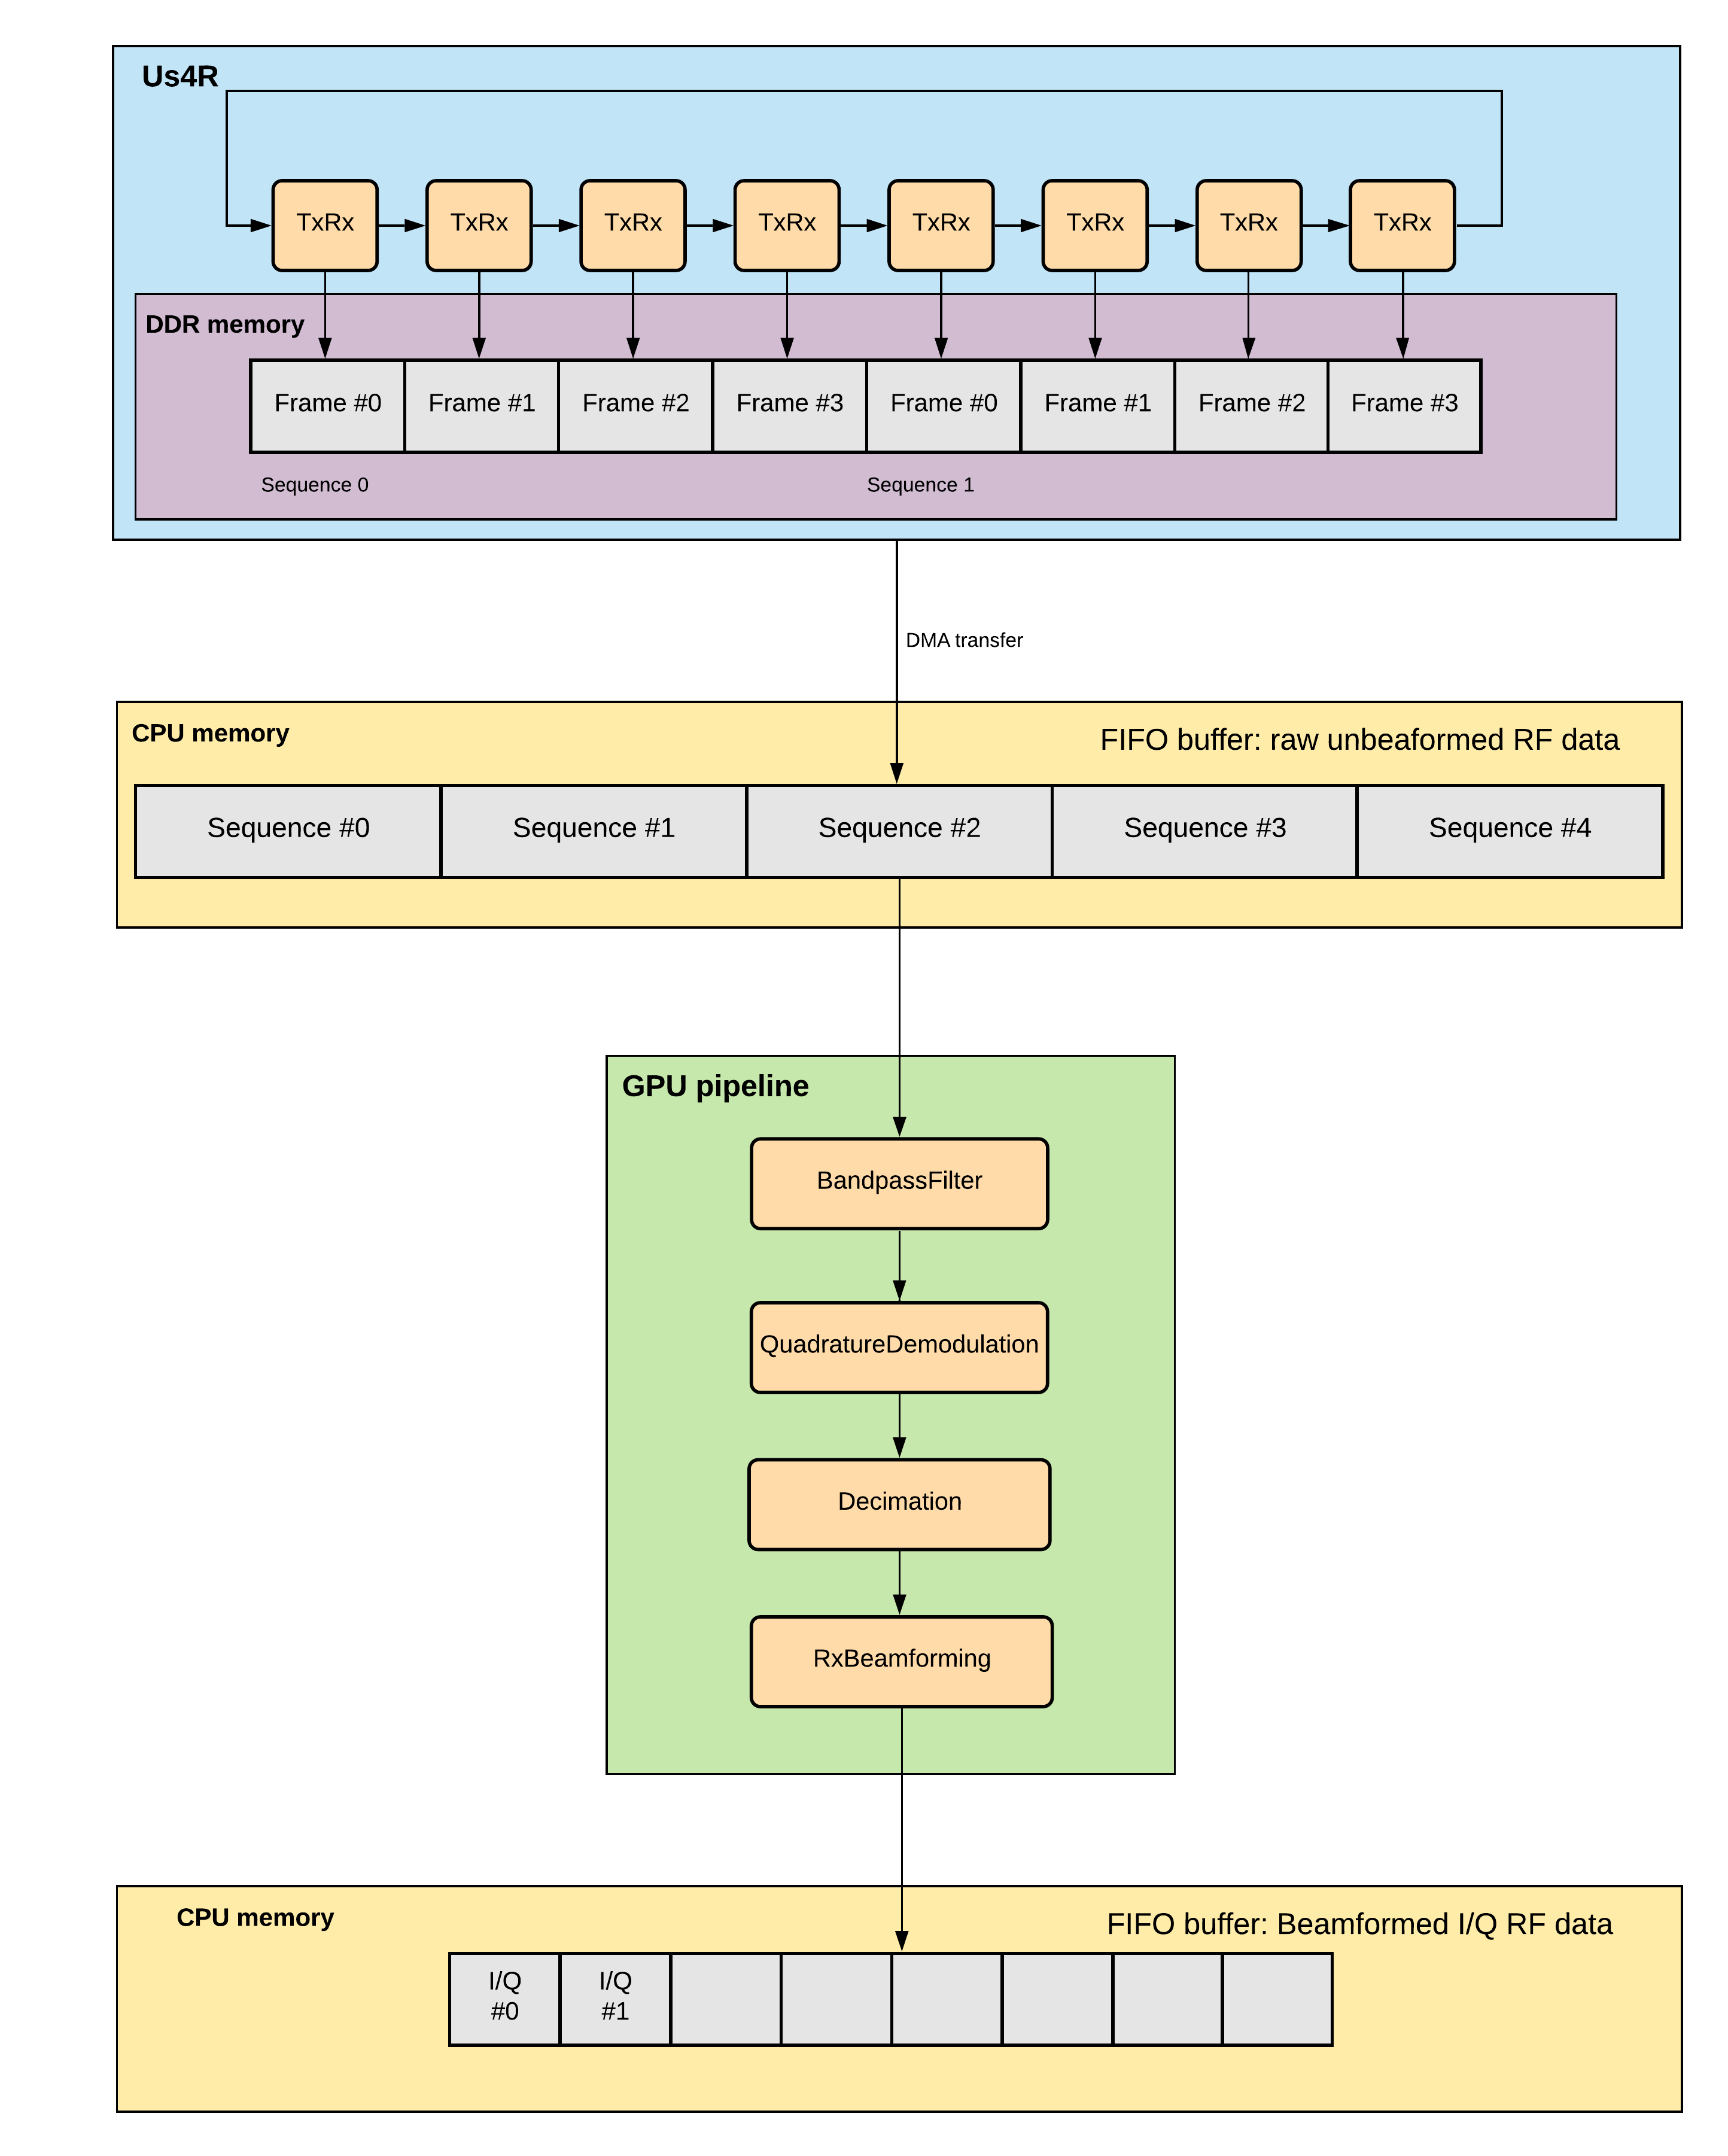 Us4R
TxRx TxRx TxRx TxRx TxRx TxRx TxRx TxRx
DDR memory
Frame #0 Frame #1 Frame #2 Frame #3 Frame #0 Frame #1 Frame #2 Frame #3
Sequence 0 Sequence 1
DMA transfer
CPU memory
FIFO buffer: raw unbeaformed RF data
Sequence #0 Sequence #1 Sequence #2 Sequence #3 Sequence #4
GPU pipeline
BandpassFilter
QuadratureDemodulation
Decimation
RxBeamforming
CPU memory
FIFO buffer: Beamformed I/Q RF data
I/Q I/Q
#0 #1